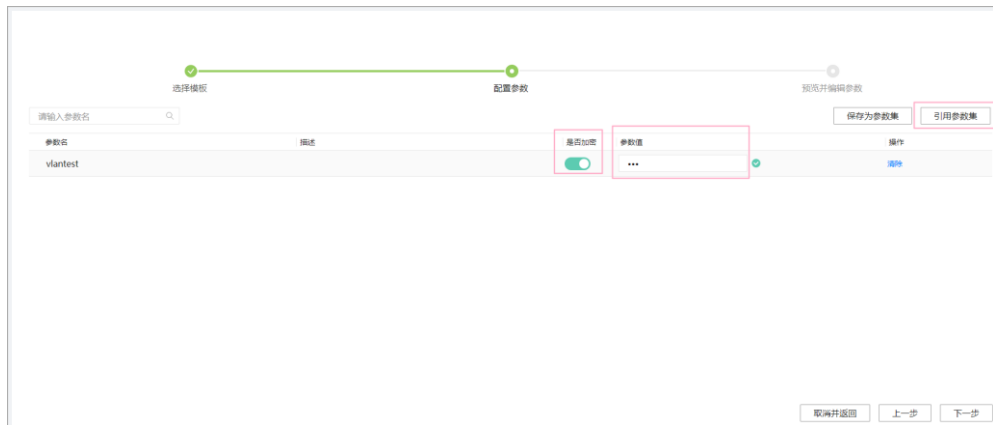 选择模板 配置参数 预览并编辑参数
请输入参数名 保存为参数集 引用参数集
参数名 描述 是否加密 参数值 操作
vlantest ••• 清除
取消并返回 上一步 下一步